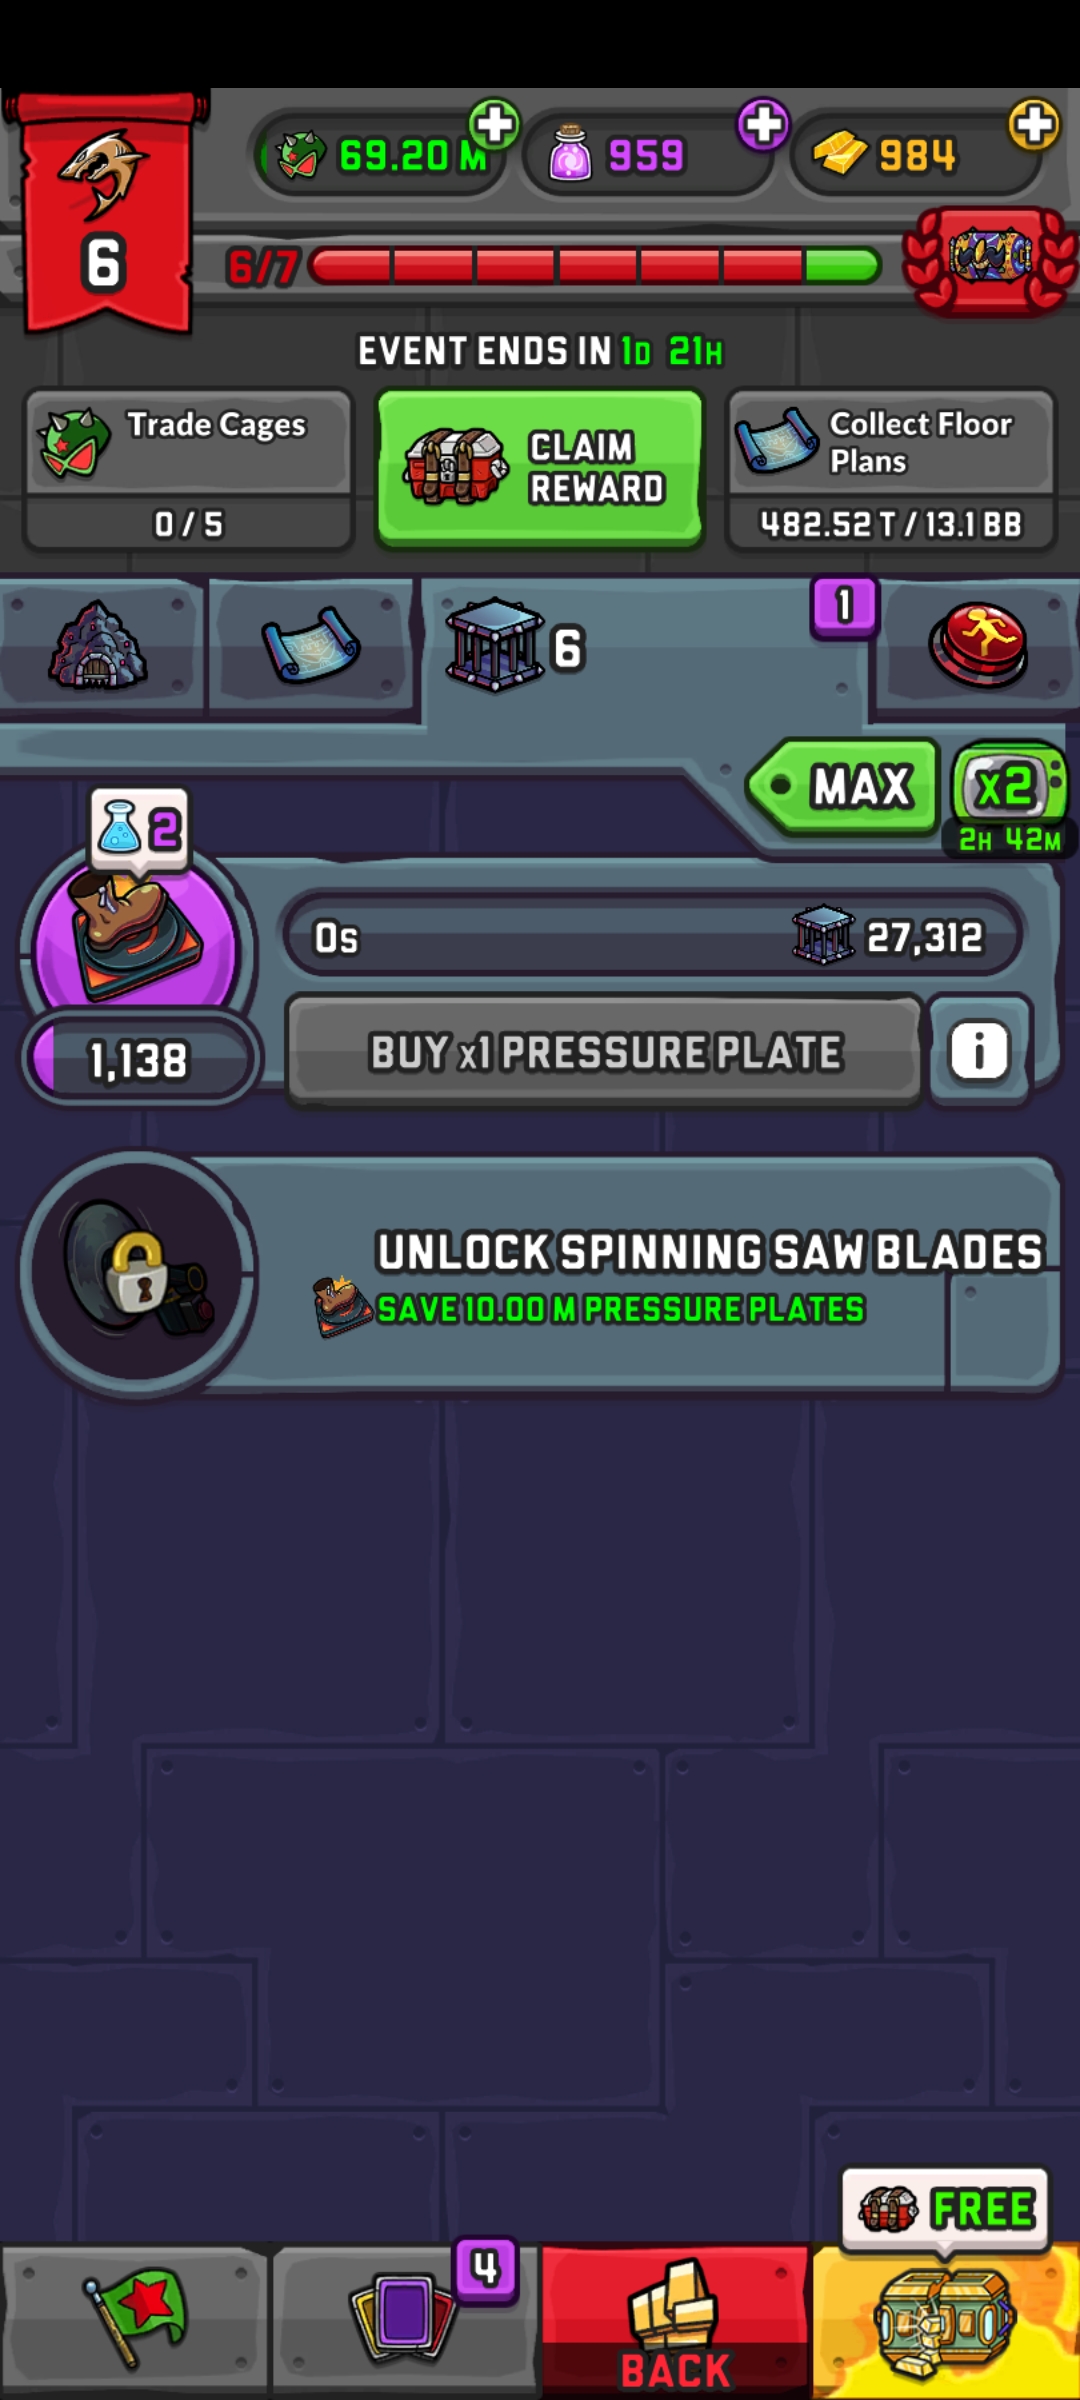 69.20 M
959
984
6
6/7
EVENT ENDS IN 1D 21H
Trade Cages
0 / 5
CLAIM
REWARD
Collect Floor
Plans
482.52 T / 13.1 BB
6
1
MAX
x2
2H 42M
2
0s
27,312
1,138
BUY x1 PRESSURE PLATE
i
UNLOCK SPINNING SAW BLADES
SAVE 10.00 M PRESSURE PLATES
FREE
4
BACK